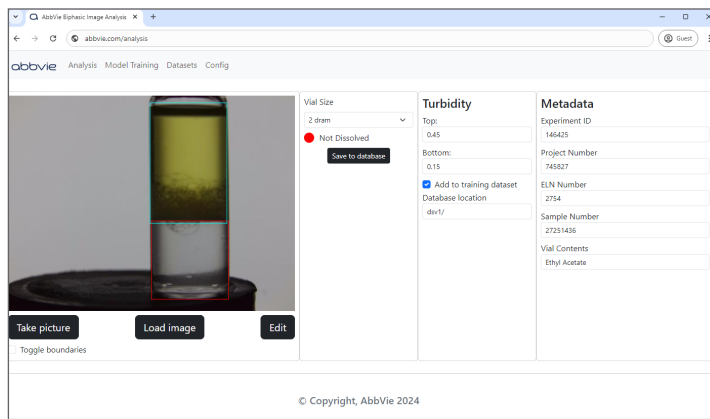 AbbVie Biphasic Image Analysis
abbvie.com/analysis
Guest
abbvie
Analysis Model Training Datasets Config
Vial Size
2 dram
Not Dissolved
Save to database
Turbidity
Top:
0.45
Bottom:
0.15
Add to training dataset
Database location
dsv1/
Metadata
Experiment ID
146425
Project Number
745827
ELN Number
2754
Sample Number
27251436
Vial Contents
Ethyl Acetate
Take picture
Load image
Edit
Toggle boundaries
© Copyright, AbbVie 2024